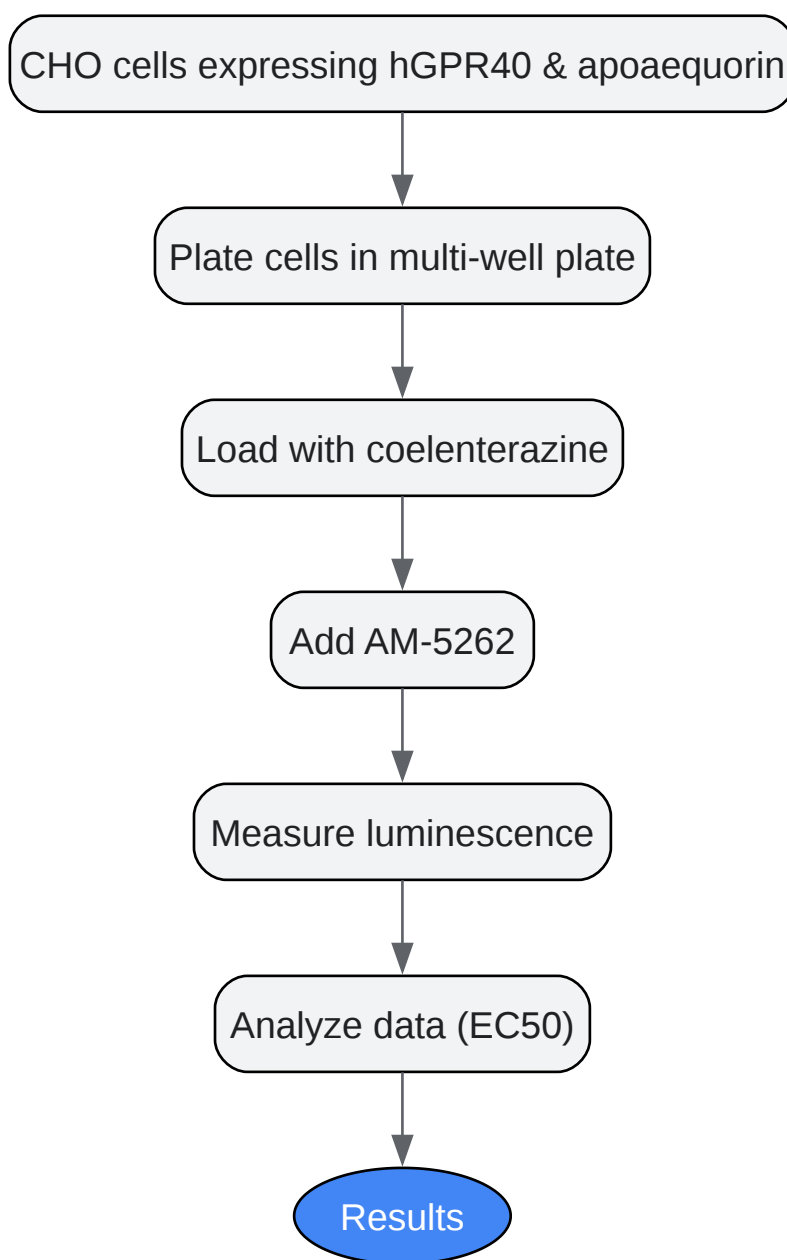 CHO cells expressing hGPR40 & apoaequorin
Plate cells in multi-well plate
Load with coelenterazine
Add AM-5262
Measure luminescence
Analyze data (EC50)
Results